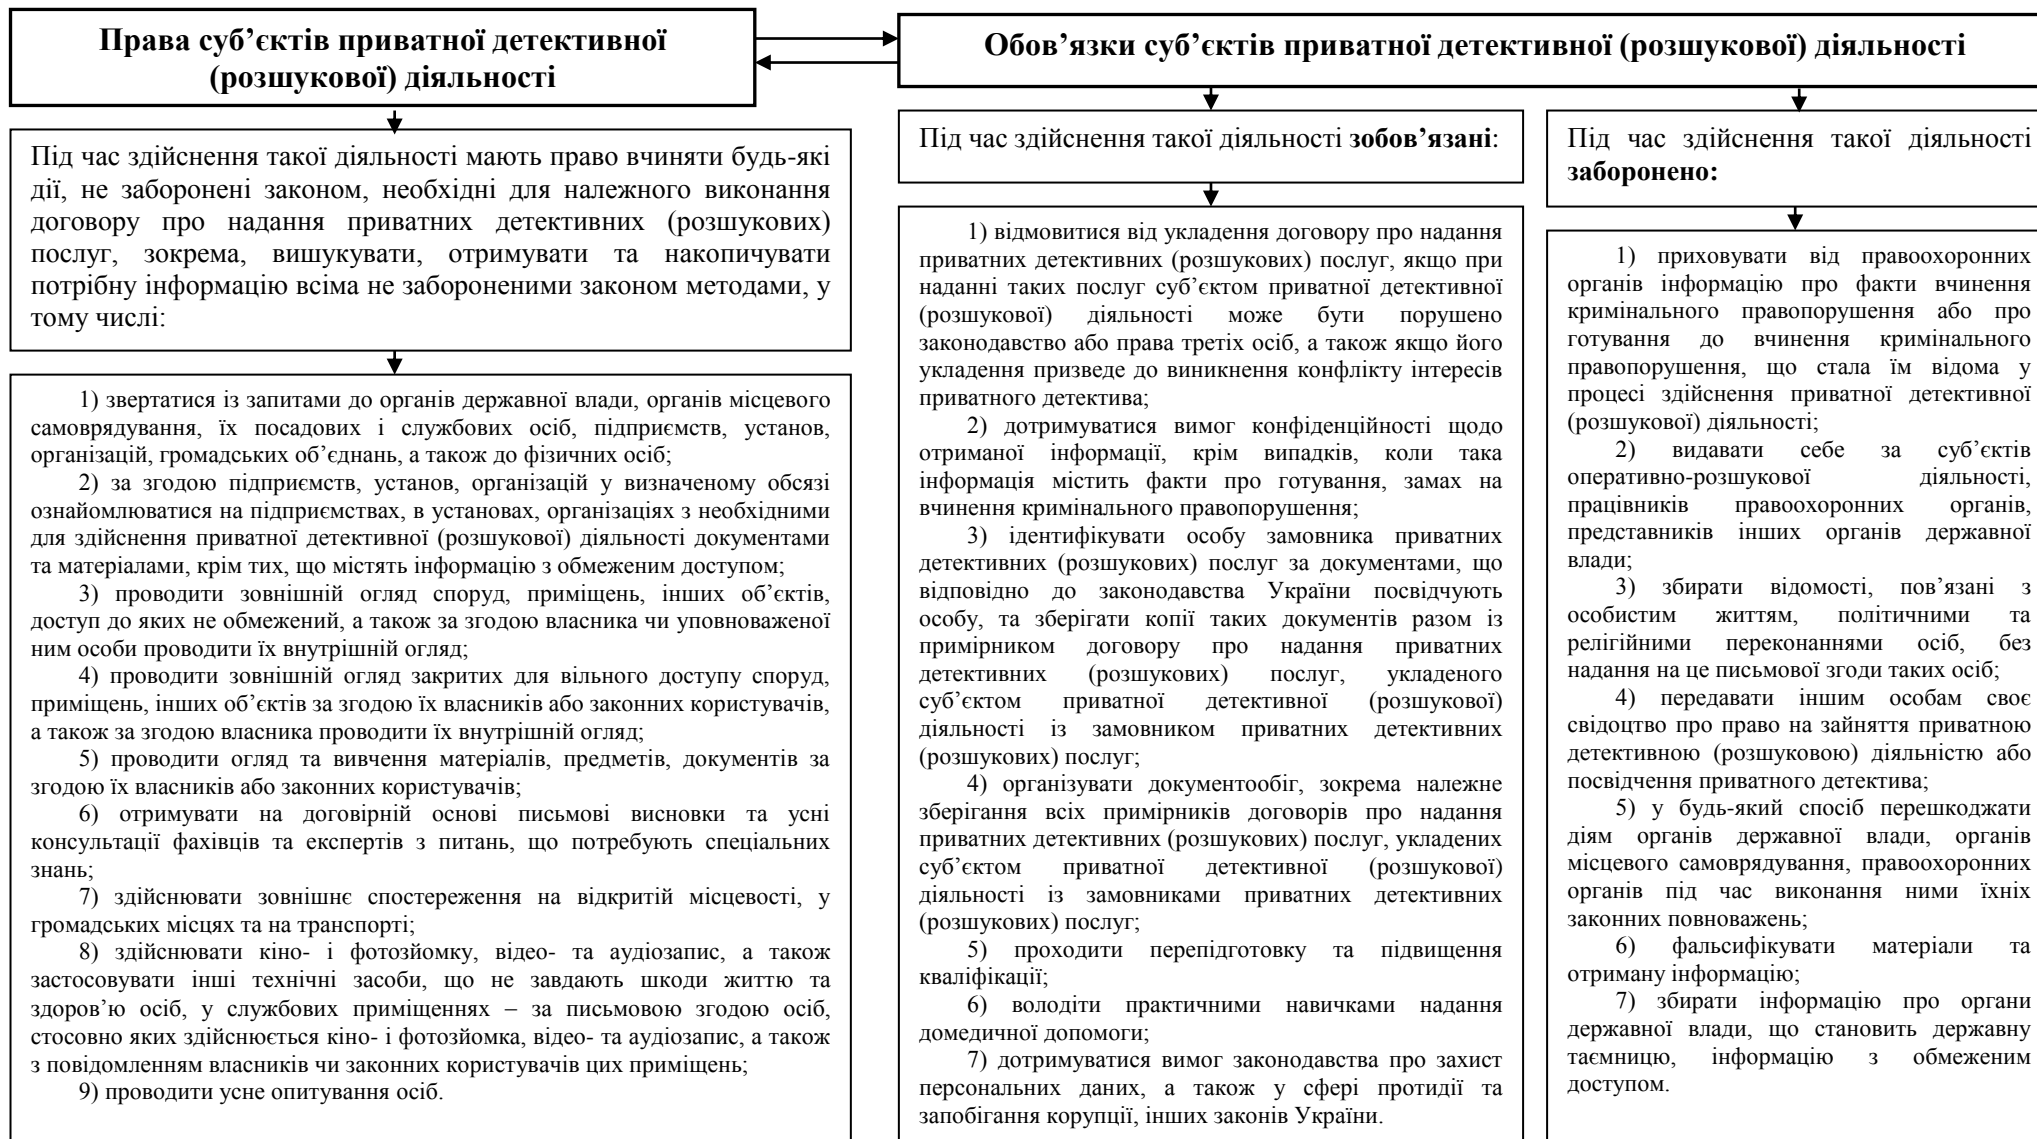 Права суб’єктів приватної детективної
(розшукової) діяльності
Під час здійснення такої діяльності мають право вчиняти будь-які
дії, не заборонені законом, необхідні для належного виконання
договору про надання приватних детективних (розшукових)
послуг, зокрема, вишукувати, отримувати та накопичувати
потрібну інформацію всіма не забороненими законом методами, у
тому числі:
1) звертатися із запитами до органів державної влади, органів місцевого
самоврядування, їх посадових і службових осіб, підприємств, установ,
організацій, громадських об’єднань, а також до фізичних осіб;
2) за згодою підприємств, установ, організацій у визначеному обсязі
ознайомлюватися на підприємствах, в установах, організаціях з необхідними
для здійснення приватної детективної (розшукової) діяльності документами
та матеріалами, крім тих, що містять інформацію з обмеженим доступом;
3) проводити зовнішній огляд споруд, приміщень, інших об’єктів,
доступ до яких не обмежений, а також за згодою власника чи уповноваженої
ним особи проводити їх внутрішній огляд;
4) проводити зовнішній огляд закритих для вільного доступу споруд,
приміщень, інших об’єктів за згодою їх власників або законних користувачів,
а також за згодою власника проводити їх внутрішній огляд;
5) проводити огляд та вивчення матеріалів, предметів, документів за
згодою їх власників або законних користувачів;
6) отримувати на договірній основі письмові висновки та усні
консультації фахівців та експертів з питань, що потребують спеціальних
знань;
7) здійснювати зовнішнє спостереження на відкритій місцевості, у
громадських місцях та на транспорті;
8) здійснювати кіно- і фотозйомку, відео- та аудіозапис, а також
застосовувати інші технічні засоби, що не завдають шкоди життю та
здоров’ю осіб, у службових приміщеннях – за письмовою згодою осіб,
стосовно яких здійснюється кіно- і фотозйомка, відео- та аудіозапис, а також
з повідомленням власників чи законних користувачів цих приміщень;
9) проводити усне опитування осіб.
Обов’язки суб’єктів приватної детективної (розшукової) діяльності
Під час здійснення такої діяльності зобов’язані:
1) відмовитися від укладення договору про надання
приватних детективних (розшукових) послуг, якщо при
наданні таких послуг суб’єктом приватної детективної
(розшукової) діяльності може бути порушено
законодавство або права третіх осіб, а також якщо його
укладення призведе до виникнення конфлікту інтересів
приватного детектива;
2) дотримуватися вимог конфіденційності щодо
отриманої інформації, крім випадків, коли така
інформація містить факти про готування, замах на
вчинення кримінального правопорушення;
3) ідентифікувати особу замовника приватних
детективних (розшукових) послуг за документами, що
відповідно до законодавства України посвідчують
особу, та зберігати копії таких документів разом із
примірником договору про надання приватних
детективних (розшукових) послуг, укладеного
суб’єктом приватної детективної (розшукової)
діяльності із замовником приватних детективних
(розшукових) послуг;
4) організувати документообіг, зокрема належне
зберігання всіх примірників договорів про надання
приватних детективних (розшукових) послуг, укладених
суб’єктом приватної детективної (розшукової)
діяльності із замовниками приватних детективних
(розшукових) послуг;
5) проходити перепідготовку та підвищення
кваліфікації;
6) володіти практичними навичками надання
домедичної допомоги;
7) дотримуватися вимог законодавства про захист
персональних даних, а також у сфері протидії та
запобігання корупції, інших законів України.
Під час здійснення такої діяльності
заборонено:
1) приховувати від правоохоронних
органів інформацію про факти вчинення
кримінального правопорушення або про
готування до вчинення кримінального
правопорушення, що стала їм відома у
процесі здійснення приватної детективної
(розшукової) діяльності;
2) видавати себе за суб’єктів
оперативно-розшукової діяльності,
працівників правоохоронних органів,
представників інших органів державної
влади;
3) збирати відомості, пов’язані з
особистим життям, політичними та
релігійними переконаннями осіб, без
надання на це письмової згоди таких осіб;
4) передавати іншим особам своє
свідоцтво про право на зайняття приватною
детективною (розшуковою) діяльністю або
посвідчення приватного детектива;
5) у будь-який спосіб перешкоджати
діям органів державної влади, органів
місцевого самоврядування, правоохоронних
органів під час виконання ними їхніх
законних повноважень;
6) фальсифікувати матеріали та
отриману інформацію;
7) збирати інформацію про органи
державної влади, що становить державну
таємницю, інформацію з обмеженим
доступом.